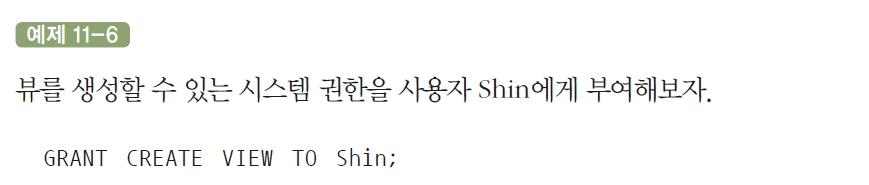 예제 11-6
뷰를 생성할 수 있는 시스템 권한을 사용자 Shin에게 부여해보자.
GRANT CREATE VIEW TO Shin;